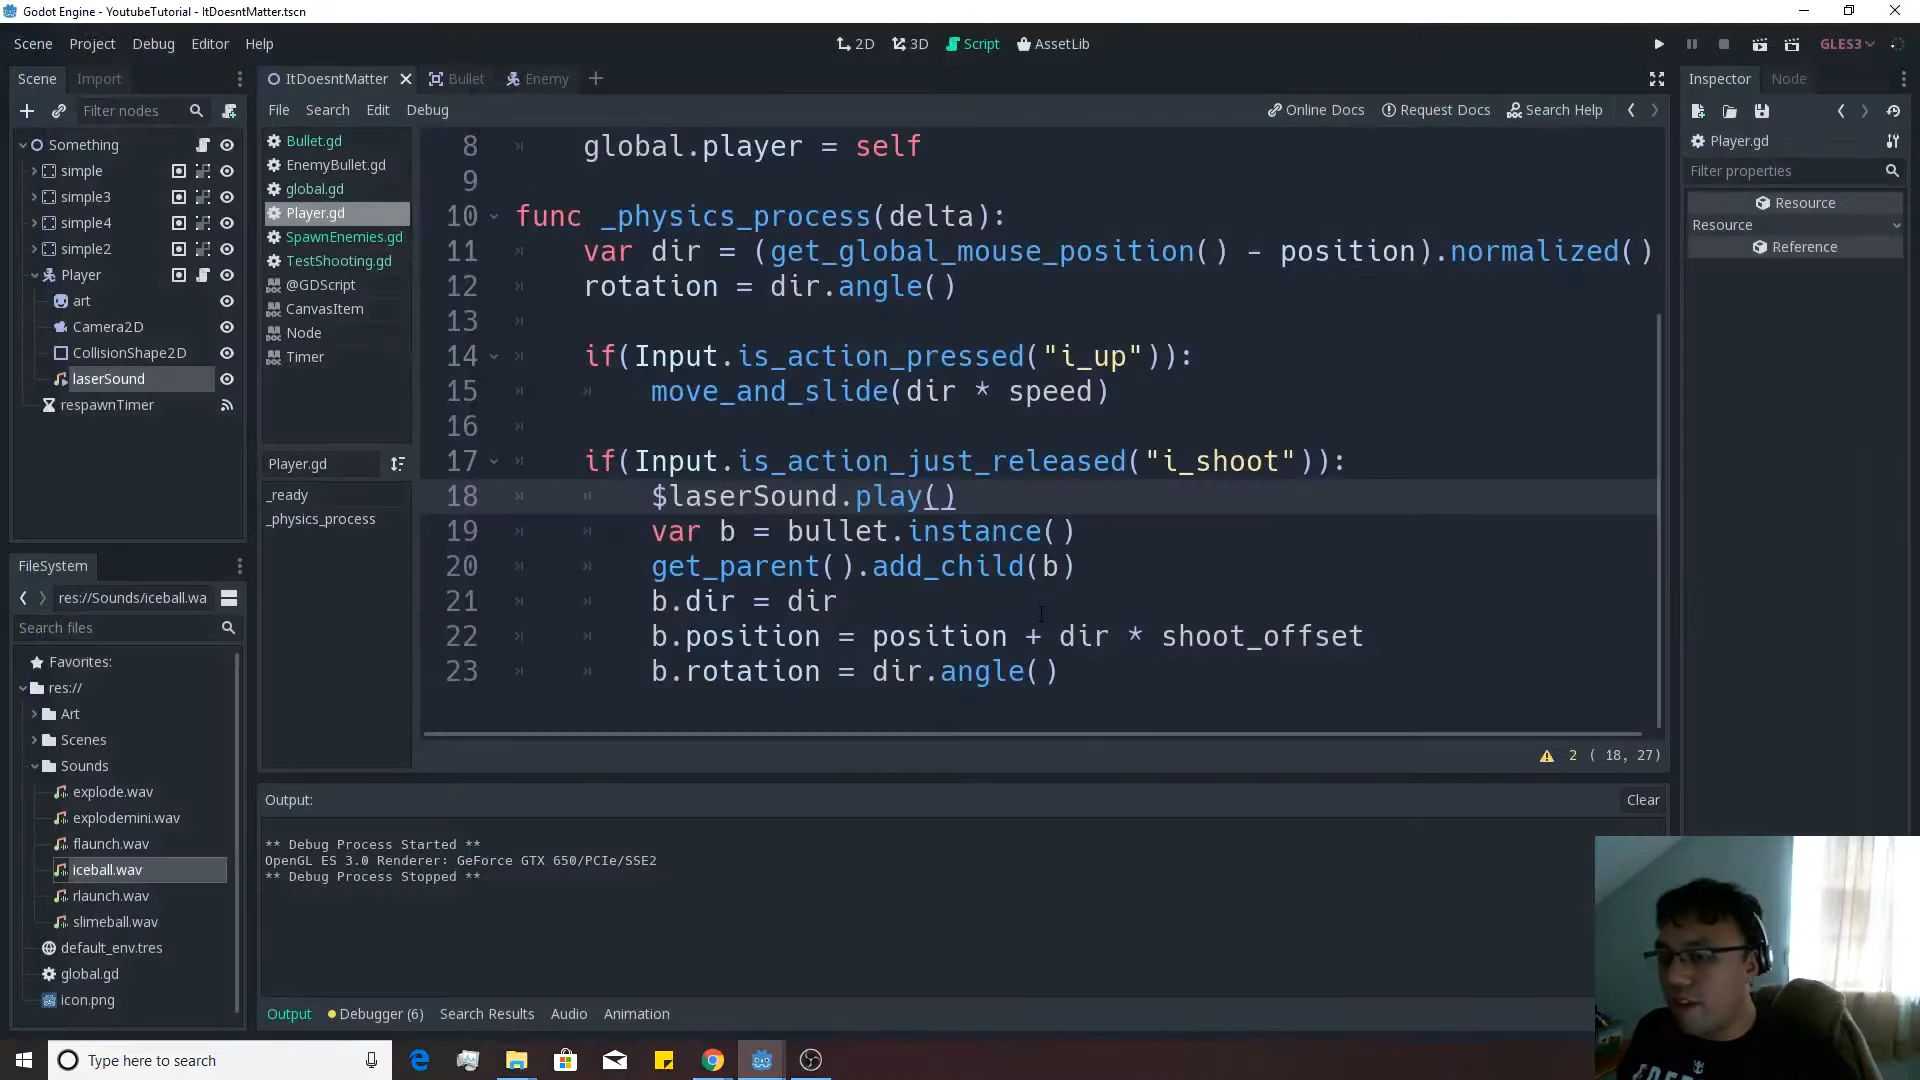 Godot Engine - YoutubeTutorial - ItDoesntMatter.tscn
Scene Project Debug Editor Help
2D 3D Script AssetLib
GLES3
Scene Import
ItDoesntMatter Bullet Enemy
Inspector Node
Filter nodes
File Search Edit Debug
Online Docs Request Docs Search Help
Something
simple
simple3
simple4
simple2
Player
art
Camera2D
CollisionShape2D
laserSound
respawnTimer
Bullet.gd
EnemyBullet.gd
global.gd
Player.gd
SpawnEnemies.gd
TestShooting.gd
@GDScript
CanvasItem
Node
Timer
Player.gd
_ready
_physics_process
8 global.player = self
9
10 func _physics_process(delta):
11 var dir = (get_global_mouse_position() - position).normalized()
12 rotation = dir.angle()
13
14 if(Input.is_action_pressed("i_up")):
15 move_and_slide(dir * speed)
16
17 if(Input.is_action_just_released("i_shoot")):
18 $laserSound.play()
19 var b = bullet.instance()
20 get_parent().add_child(b)
21 b.dir = dir
22 b.position = position + dir * shoot_offset
23 b.rotation = dir.angle()
2 ( 18, 27)
Player.gd
Filter properties
Resource
Resource
Reference
FileSystem
res://Sounds/iceball.wa
Search files
Favorites:
res://
Art
Scenes
Sounds
explode.wav
explodemini.wav
flaunch.wav
iceball.wav
rlaunch.wav
slimeball.wav
default_env.tres
global.gd
icon.png
Output:
Clear
** Debug Process Started **
OpenGL ES 3.0 Renderer: GeForce GTX 650/PCIe/SSE2
** Debug Process Stopped **
Output Debugger (6) Search Results Audio Animation
Type here to search